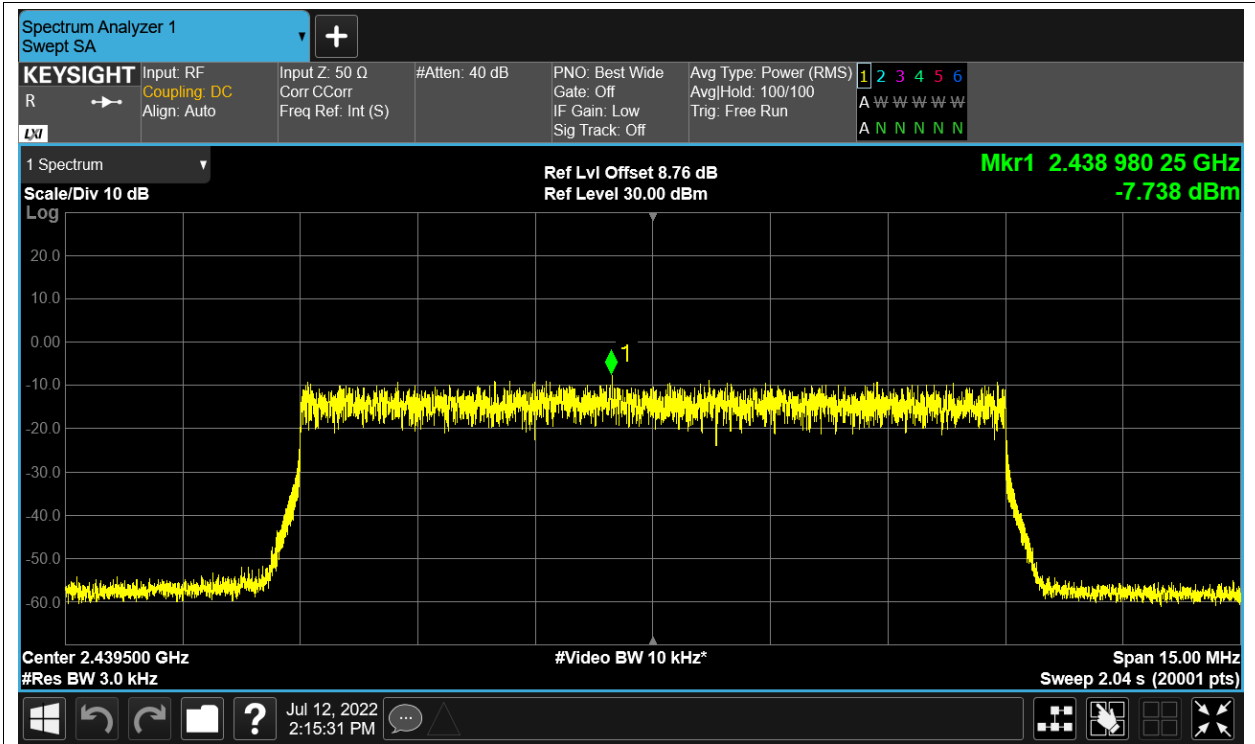 Spectrum Analyzer 1
Swept SA
KEYSIGHT
R
LXI
Input: RF
Coupling: DC
Align: Auto
Input Z: 50 Ω
Corr CCorr
Freq Ref: Int (S)
#Atten: 40 dB
PNO: Best Wide
Gate: Off
IF Gain: Low
Sig Track: Off
Avg Type: Power (RMS)
Avg|Hold: 100/100
Trig: Free Run
1 2 3 4 5 6
A W W W W W
A N N N N N
1 Spectrum
Scale/Div 10 dB
Log
Ref Lvl Offset 8.76 dB
Ref Level 30.00 dBm
Mkr1 2.438 980 25 GHz
-7.738 dBm
20.0
10.0
0.00
1
-10.0
-20.0
-30.0
-40.0
-50.0
-60.0
Center 2.439500 GHz
#Res BW 3.0 kHz
#Video BW 10 kHz*
Span 15.00 MHz
Sweep 2.04 s (20001 pts)
?
Jul 12, 2022
2:15:31 PM